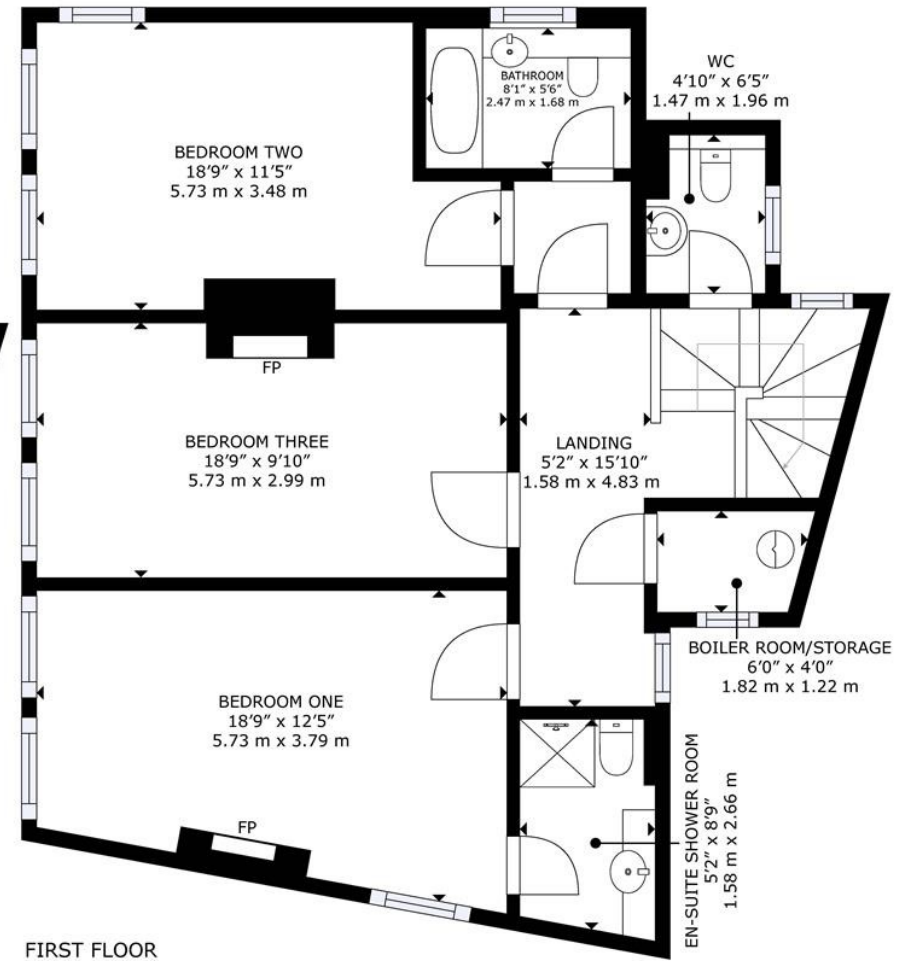 WC
4'10" x 6'5"
1.47 m x 1.96 m
BATHROOM
8'1" x 5'6"
2.47 m x 1.68 m
BEDROOM TWO
18'9" x 11'5"
5.73 m x 3.48 m
FP
BEDROOM THREE
18'9" x 9'10"
5.73 m x 2.99 m
LANDING
5'2" x 15'10"
1.58 m x 4.83 m
BOILER ROOM/STORAGE
6'0" x 4'0"
1.82 m x 1.22 m
BEDROOM ONE
18'9" x 12'5"
5.73 m x 3.79 m
FP
EN-SUITE SHOWER ROOM
5'2" x 8'9"
1.58 m x 2.66 m
FIRST FLOOR